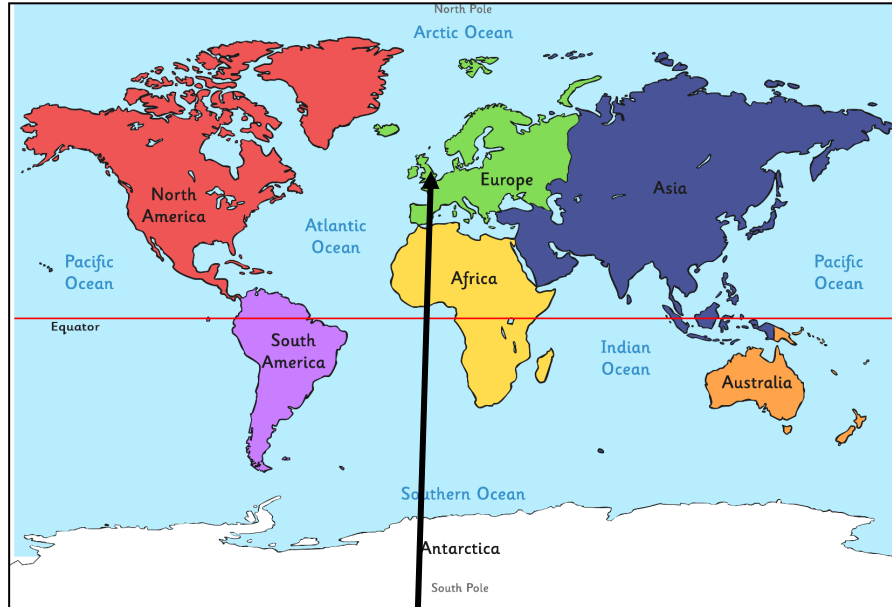 North Pole
Arctic Ocean
North
America
Europe
Asia
Atlantic
Ocean
Pacific
Ocean
Pacific
Ocean
Africa
Equator
South
America
Indian
Ocean
Australia
Southern Ocean
Antarctica
South Pole